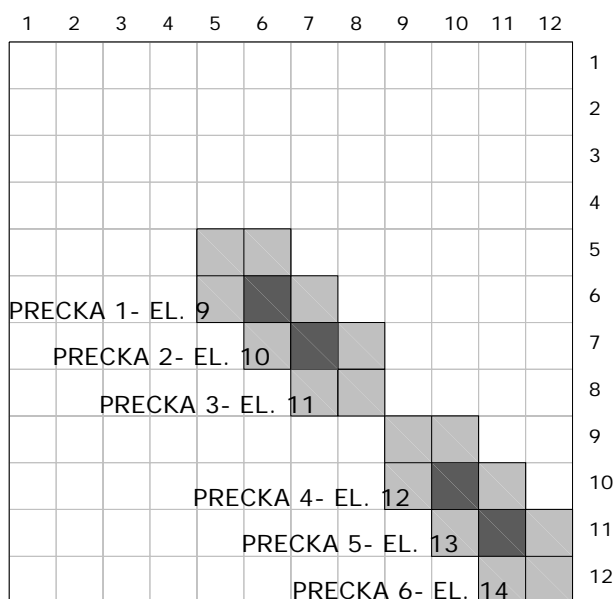 1 2 3 4 5 6 7 8 9 10 11 12
1
2
3
4
5
6
PRECKA 1- EL. 9
7
PRECKA 2- EL. 10
8
PRECKA 3- EL. 11
9
10
PRECKA 4- EL. 12
11
PRECKA 5- EL. 13
12
PRECKA 6- EL. 14